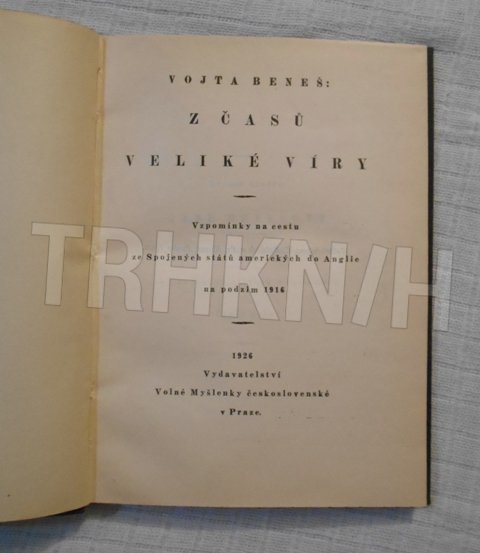 VOJTA BENEŠ:
Z ČASŮ
VELIKÉ VÍRY
Vzpomínky na cestu
ze Spojených států amerických do Anglie
na podzim 1916
TRHKNIH
1926
Vydavatelství
Volné Myšlenky československé
v Praze.